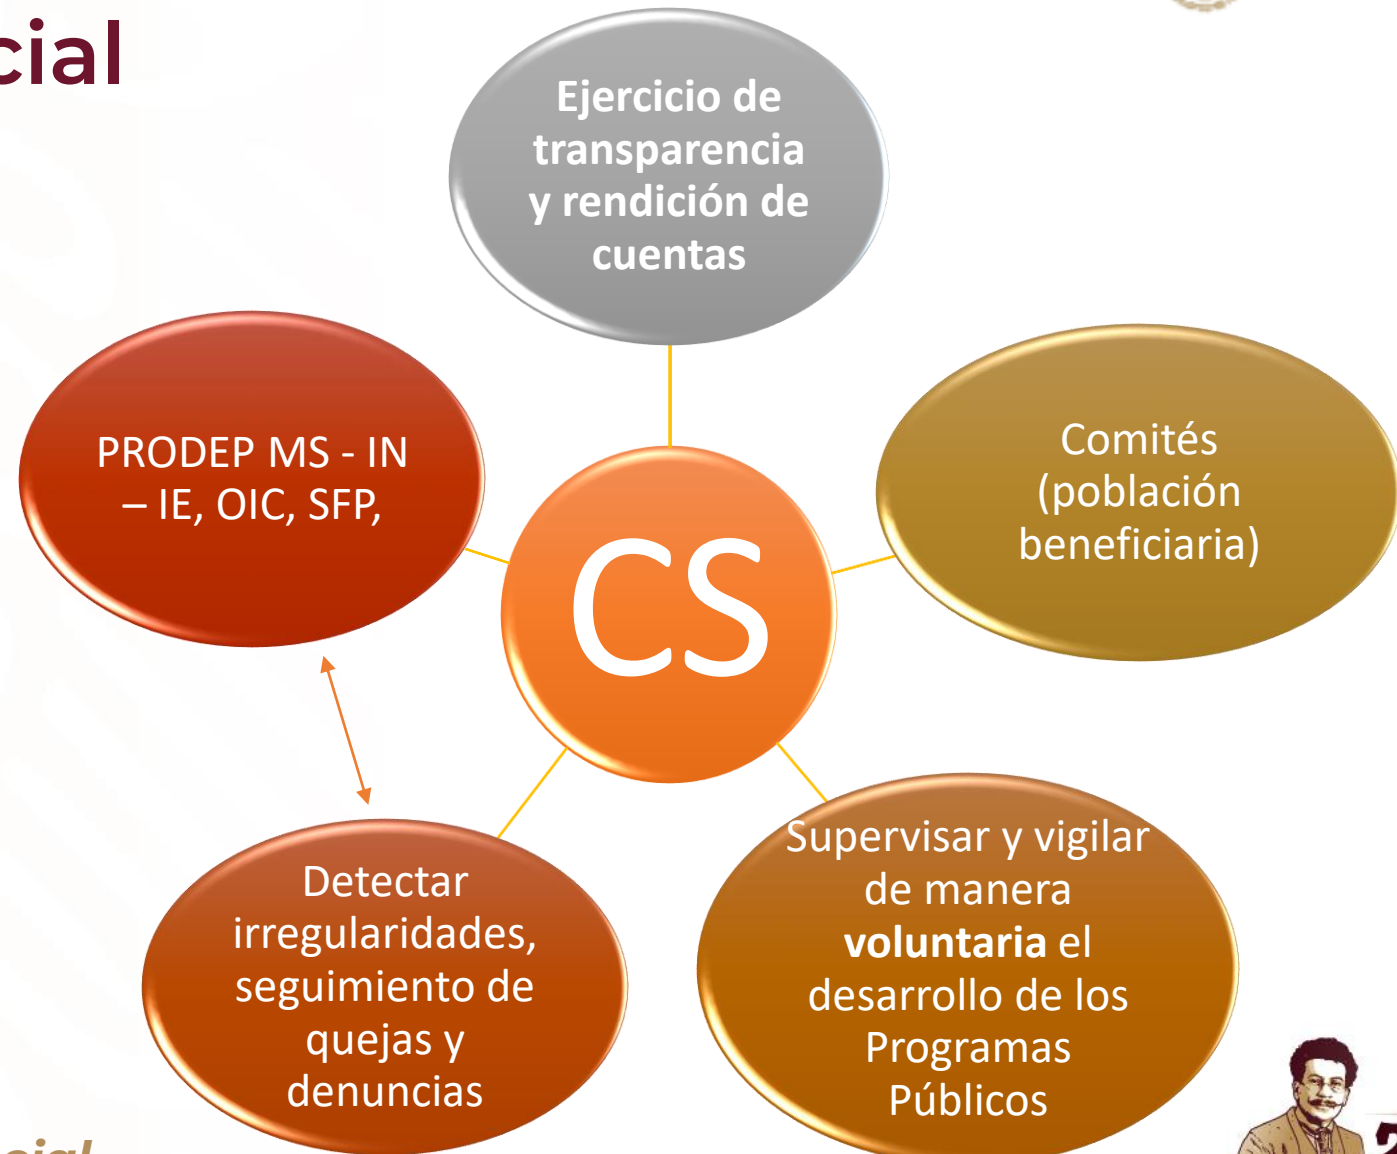 cial
Ejercicio de
transparencia
y rendición de
cuentas
PRODEP MS - IN
– IE, OIC, SFP,
Comités
(población
beneficiaria)
CS
Detectar
irregularidades,
seguimiento de
quejas y
denuncias
Supervisar y vigilar
de manera
voluntaria el
desarrollo de los
Programas
Públicos